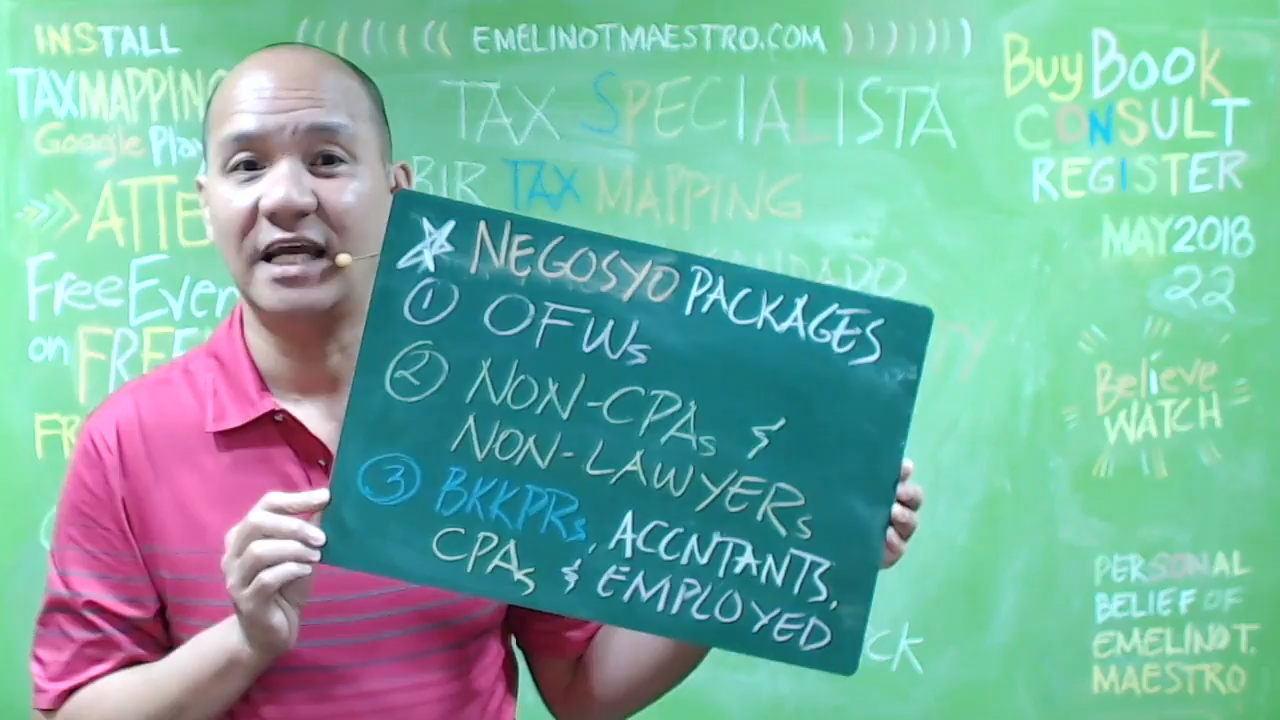 INSTALL
TAXMAPPING
Google Play
ATTE
Free Even
on FREE
FR
((((((( EMELINOTMAESTRO.COM )))))))
TAX SPECIALISTA
BIR TAX MAPPING
NEGOSYO PACKAGES
① OFWs
② NON-CPAs &
NON-LAWYERs
③ BKKPRs, ACCNTANTS,
CPAs & EMPLOYED
CK
Buy Book
CONSULT
REGISTER
MAY 2018
22
Believe
WATCH
PERSONAL
BELIEF OF
EMELINO T.
MAESTRO